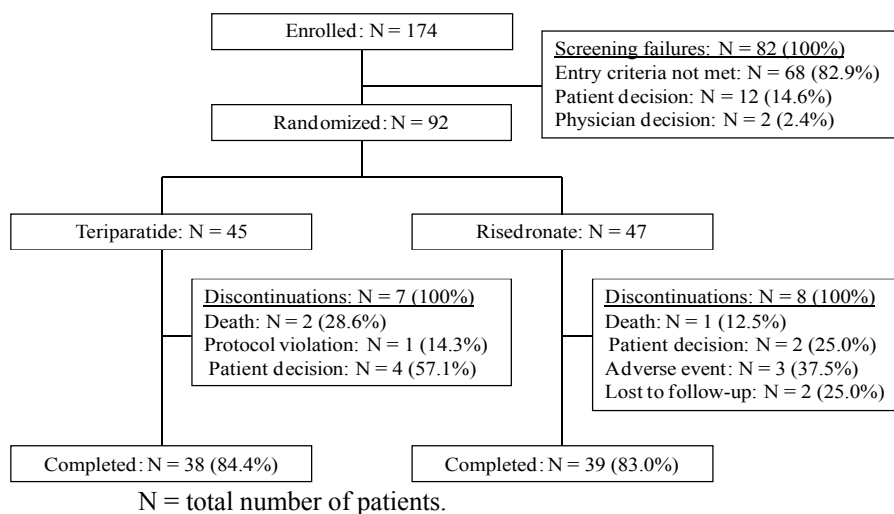 Enrolled: N = 174
Screening failures: N = 82 (100%)
Entry criteria not met: N = 68 (82.9%)
Patient decision: N = 12 (14.6%)
Physician decision: N = 2 (2.4%)
Randomized: N = 92
Teriparatide: N = 45
Risedronate: N = 47
Discontinuations: N = 7 (100%)
Death: N = 2 (28.6%)
Protocol violation: N = 1 (14.3%)
Patient decision: N = 4 (57.1%)
Discontinuations: N = 8 (100%)
Death: N = 1 (12.5%)
Patient decision: N = 2 (25.0%)
Adverse event: N = 3 (37.5%)
Lost to follow-up: N = 2 (25.0%)
Completed: N = 38 (84.4%)
Completed: N = 39 (83.0%)
N = total number of patients.